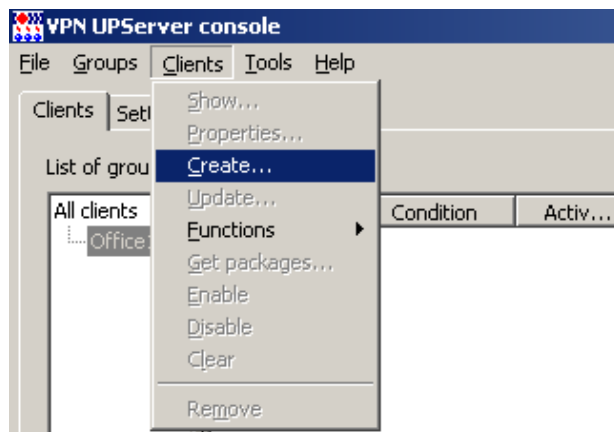 VPN UPServer console
File Groups Clients Tools Help
Clients
Show...
Properties...
List of grou
Create...
Update...
All clients
Condition Activ...
Functions
Office
Get packages...
Enable
Disable
Clear
Remove